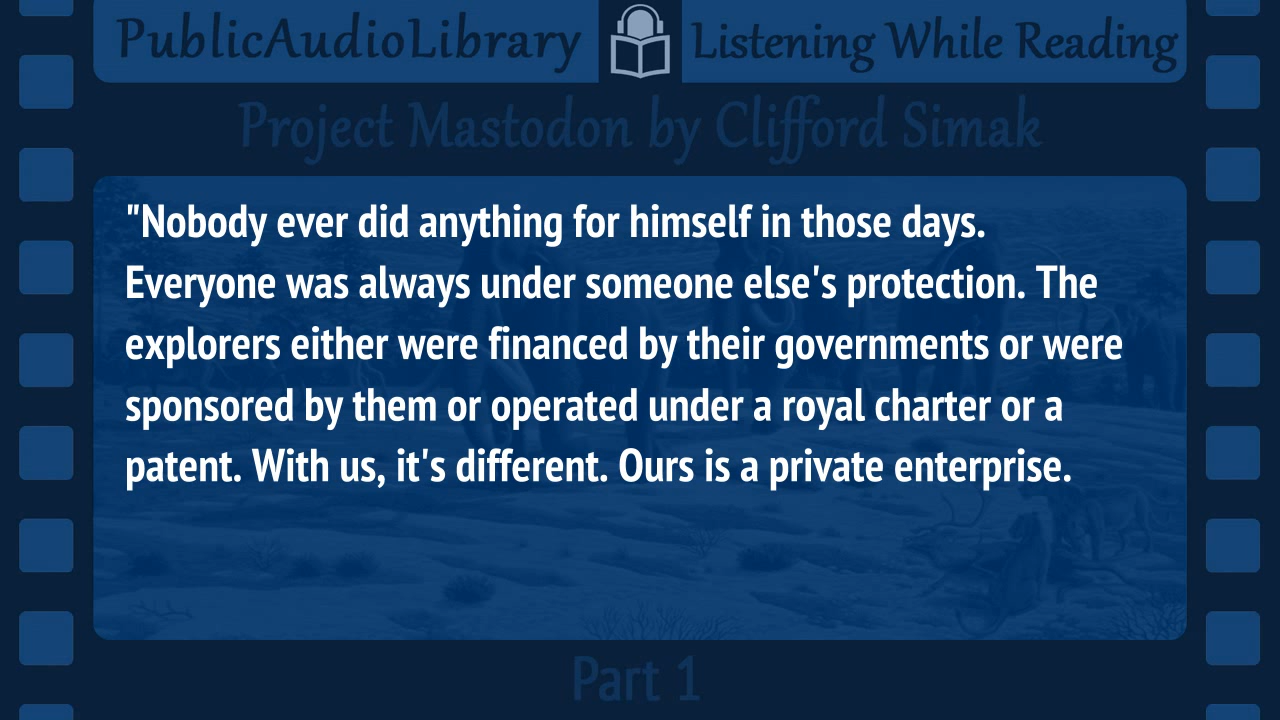 PublicAudioLibrary
Listening While Reading
Project Mastodon by Clifford Simak
"Nobody ever did anything for himself in those days.
Everyone was always under someone else's protection. The
explorers either were financed by their governments or were
sponsored by them or operated under a royal charter or a
patent. With us, it's different. Ours is a private enterprise.
Part 1